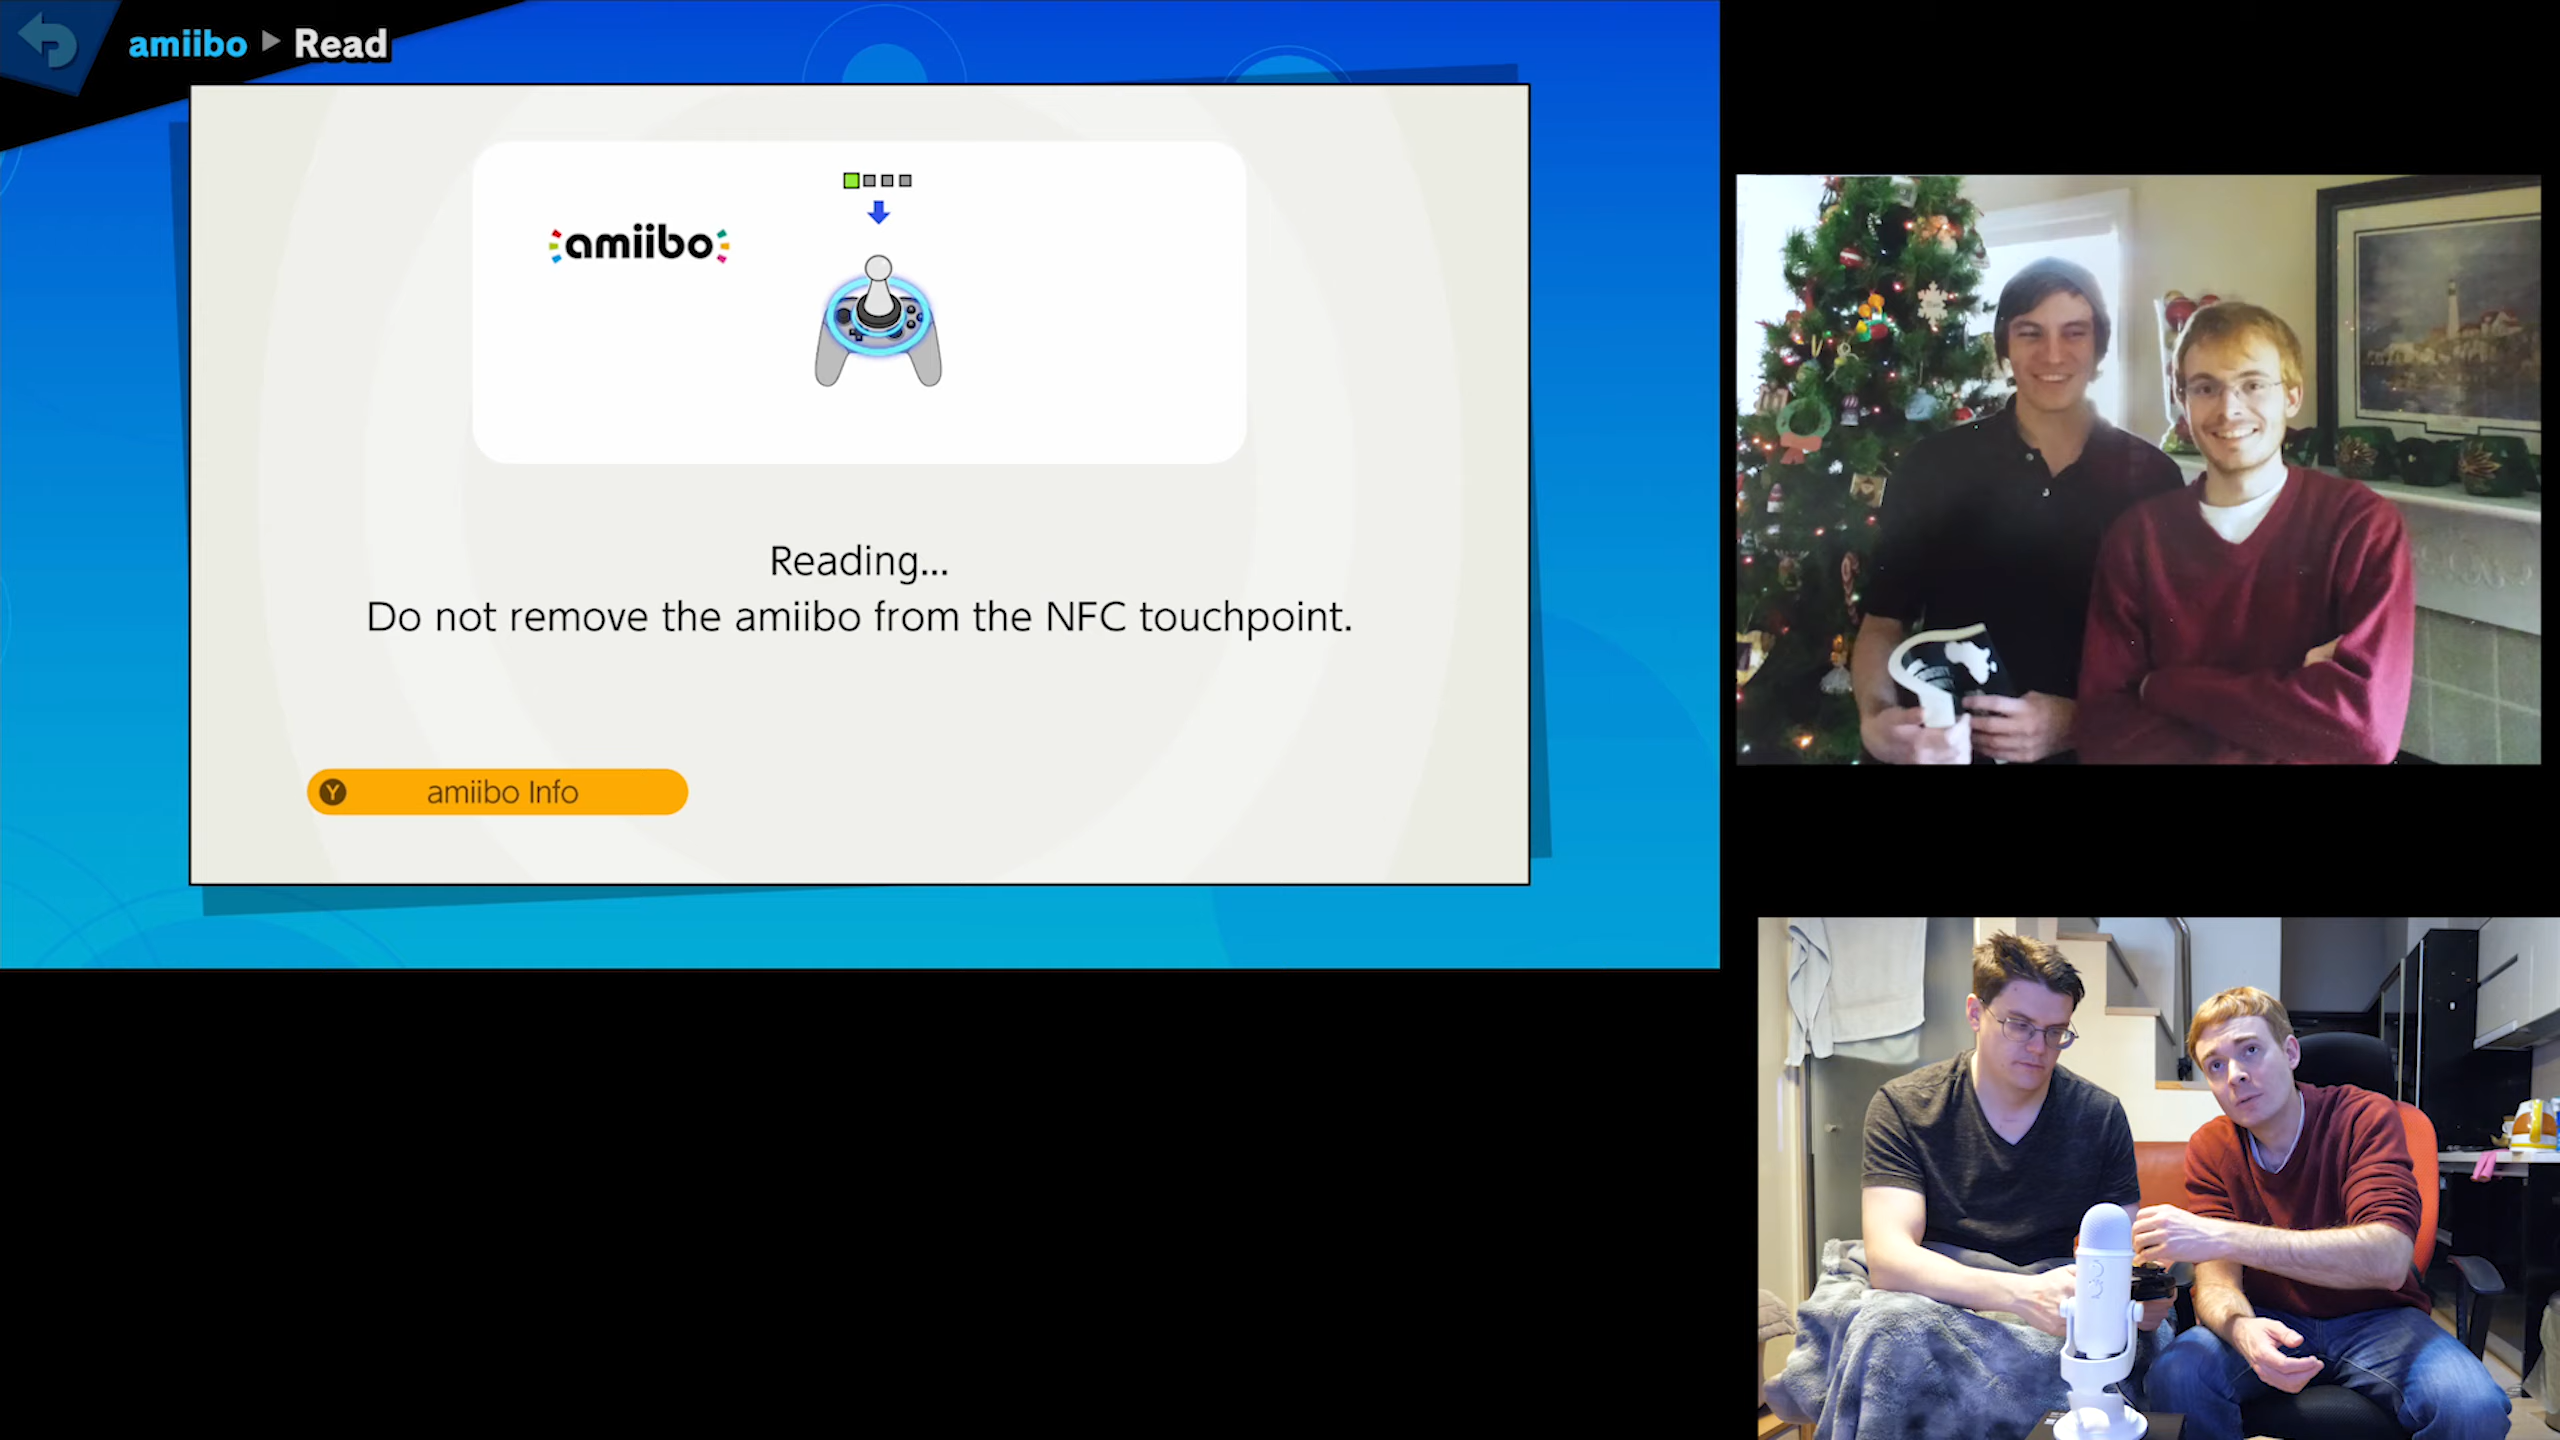 amiibo ▶ Read
amiibo
Reading...
Do not remove the amiibo from the NFC touchpoint.
Y amiibo Info